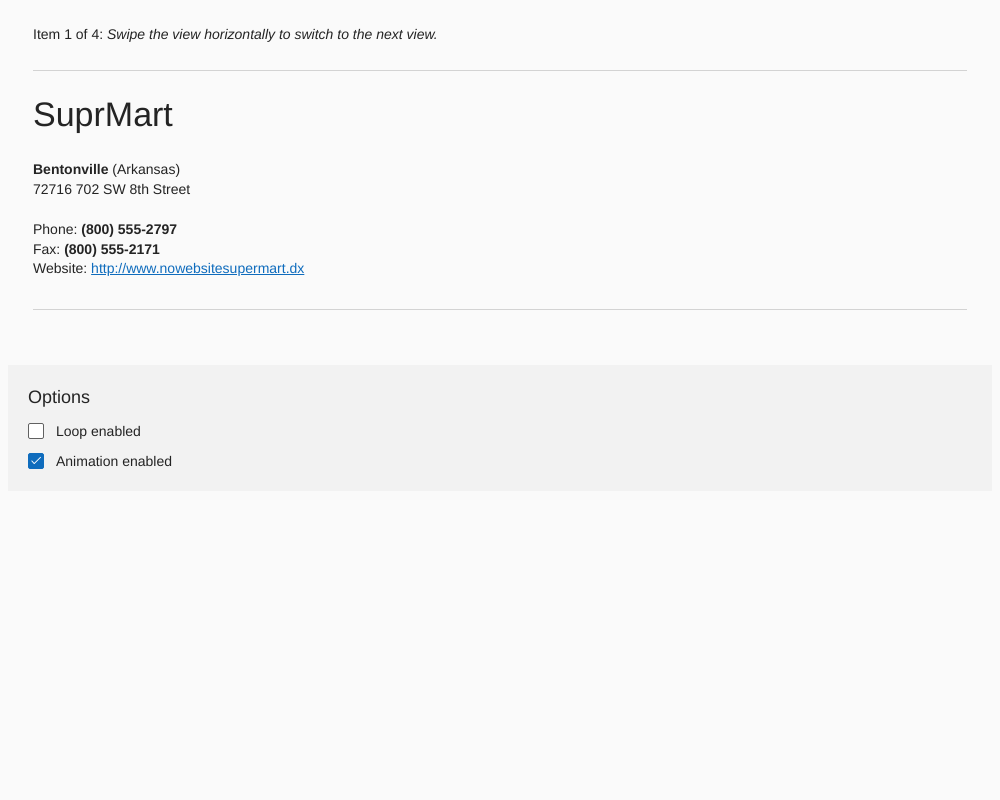 Item 1 of 4: Swipe the view horizontally to switch to the next view.
SuprMart
Bentonville (Arkansas)
72716 702 SW 8th Street
Phone: (800) 555-2797
Fax: (800) 555-2171
Website: http://www.nowebsitesupermart.dx
Options
Loop enabled
Animation enabled